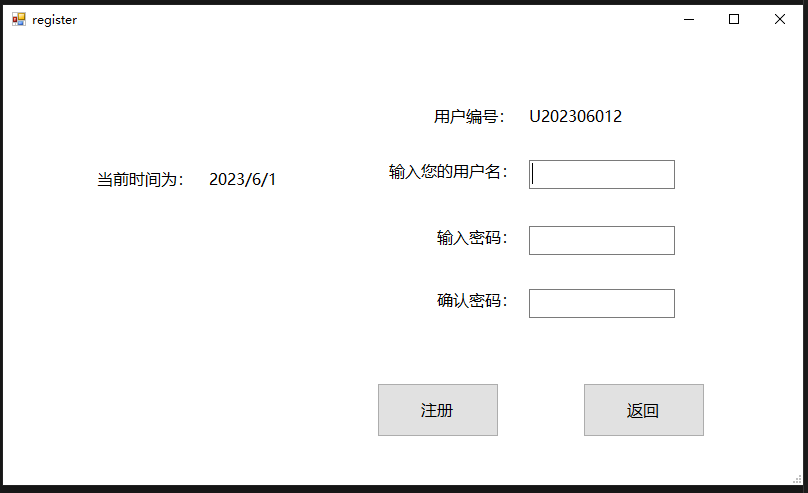 register
用户编号： U202306012
当前时间为： 2023/6/1
输入您的用户名：
输入密码：
确认密码：
注册 返回